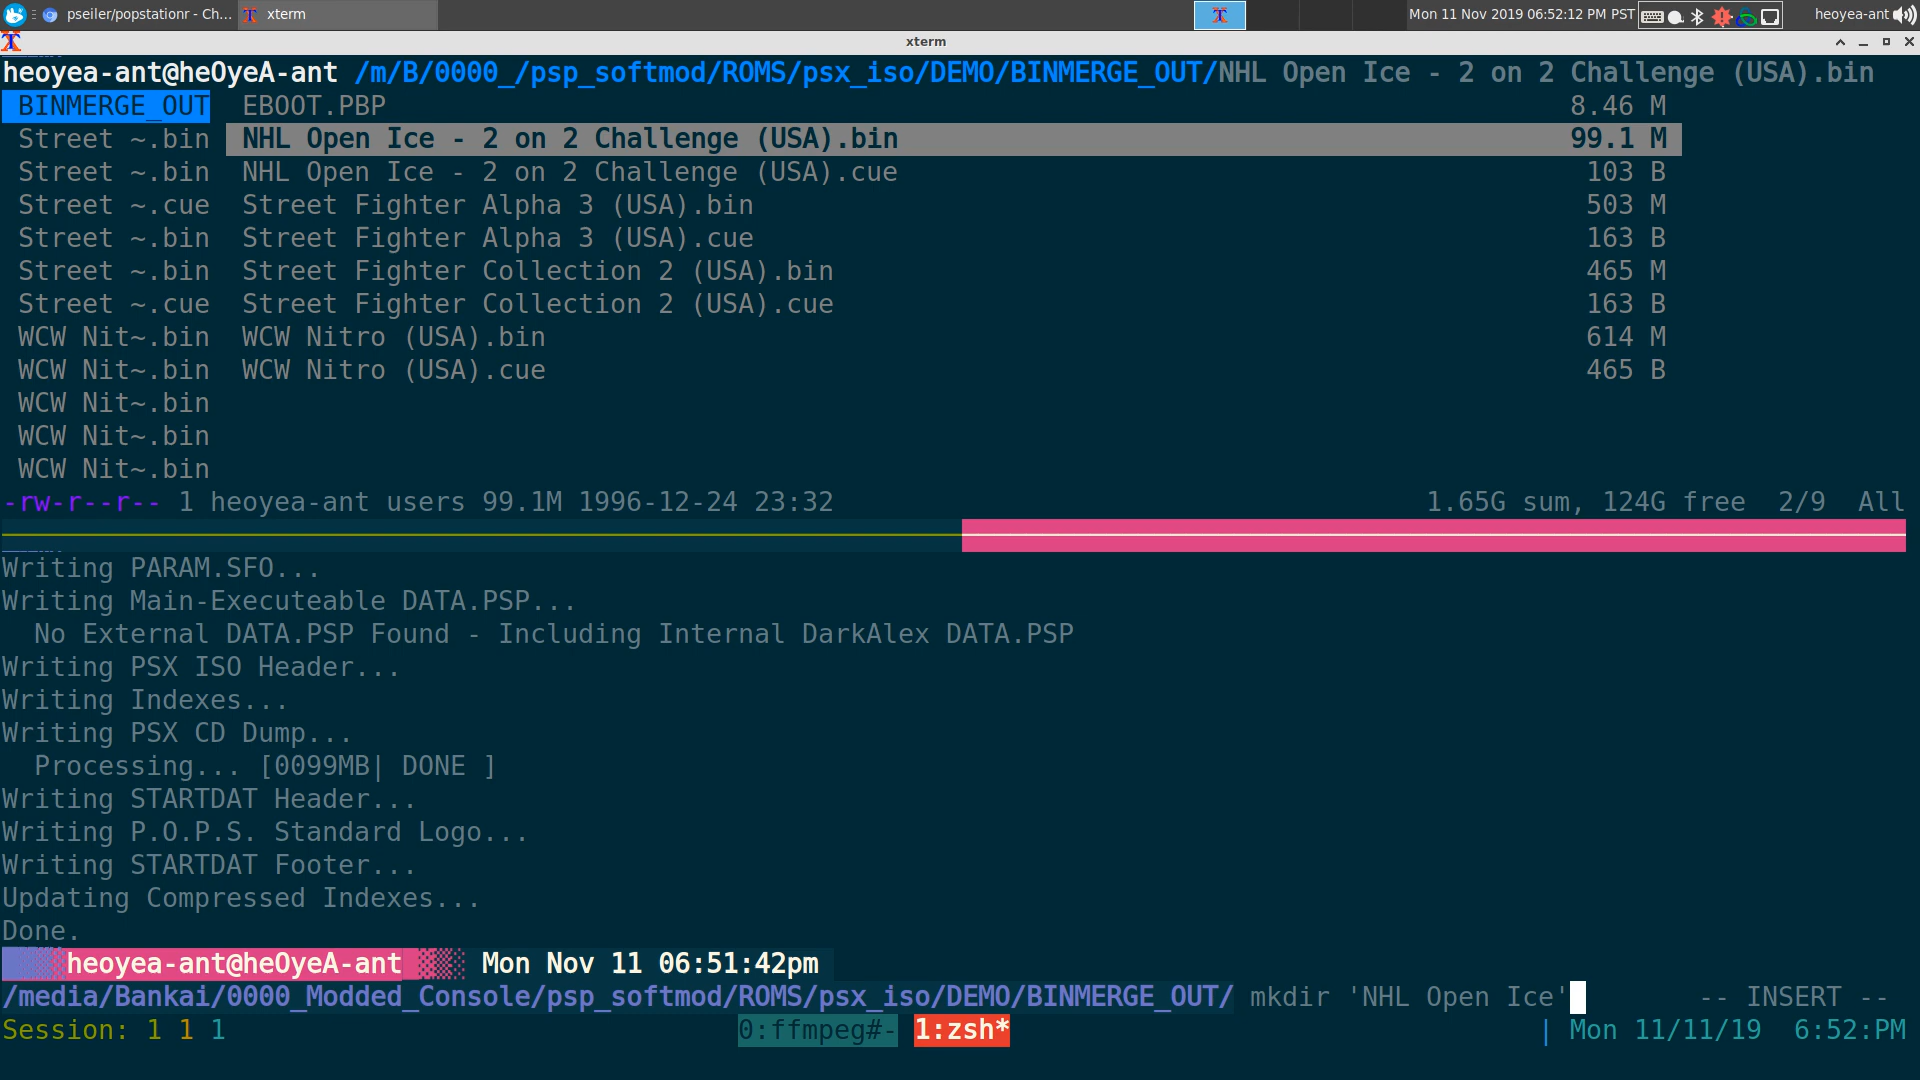 pseiler/popstationr - Ch... xterm Mon 11 Nov 2019 06:52:12 PM PST heoyea-ant
xterm
heoyea-ant@heOyeA-ant /m/B/0000_/psp_softmod/ROMS/psx_iso/DEMO/BINMERGE_OUT/NHL Open Ice - 2 on 2 Challenge (USA).bin
BINMERGE_OUT EBOOT.PBP 8.46 M
Street ~.bin NHL Open Ice - 2 on 2 Challenge (USA).bin 99.1 M
Street ~.bin NHL Open Ice - 2 on 2 Challenge (USA).cue 103 B
Street ~.cue Street Fighter Alpha 3 (USA).bin 503 M
Street ~.bin Street Fighter Alpha 3 (USA).cue 163 B
Street ~.bin Street Fighter Collection 2 (USA).bin 465 M
Street ~.cue Street Fighter Collection 2 (USA).cue 163 B
WCW Nit~.bin WCW Nitro (USA).bin 614 M
WCW Nit~.bin WCW Nitro (USA).cue 465 B
WCW Nit~.bin
WCW Nit~.bin
WCW Nit~.bin
-rw-r--r-- 1 heoyea-ant users 99.1M 1996-12-24 23:32 1.65G sum, 124G free 2/9 All
Writing PARAM.SFO...
Writing Main-Executeable DATA.PSP...
No External DATA.PSP Found - Including Internal DarkAlex DATA.PSP
Writing PSX ISO Header...
Writing Indexes...
Writing PSX CD Dump...
Processing... [0099MB| DONE ]
Writing STARTDAT Header...
Writing P.O.P.S. Standard Logo...
Writing STARTDAT Footer...
Updating Compressed Indexes...
Done.
heoyea-ant@heOyeA-ant Mon Nov 11 06:51:42pm
/media/Bankai/0000_Modded_Console/psp_softmod/ROMS/psx_iso/DEMO/BINMERGE_OUT/ mkdir 'NHL Open Ice' -- INSERT --
Session: 1 1 1 0:ffmpeg#- 1:zsh* | Mon 11/11/19 6:52:PM